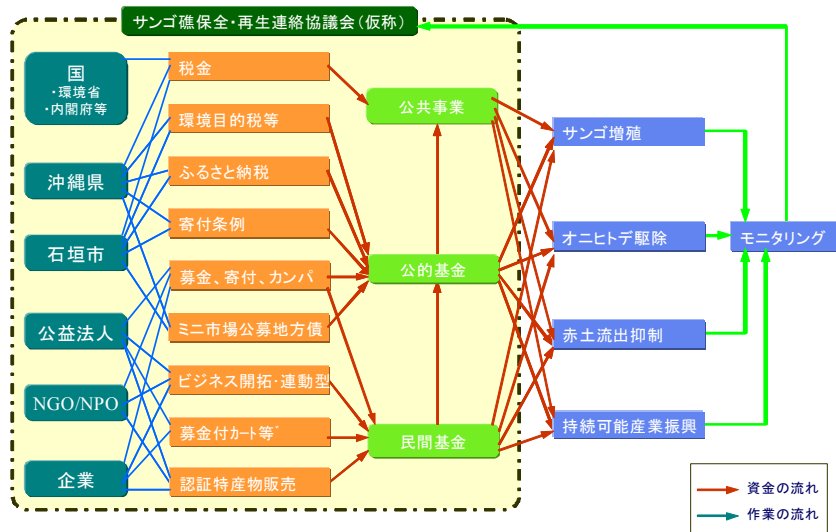 サンゴ礁保全・再生連絡協議会(仮称)
国
・環境省
・内閣府等
沖縄県
石垣市
公益法人
NGO/NPO
企業
税金
環境目的税等
ふるさと納税
寄付条例
募金、寄付、カンパ
ミニ市場公募地方債
ビジネス開拓・連動型
募金付カート等゛
認証特産物販売
公共事業
公的基金
民間基金
サンゴ増殖
オニヒトデ駆除
赤土流出抑制
持続可能産業振興
モニタリング
資金の流れ
作業の流れ